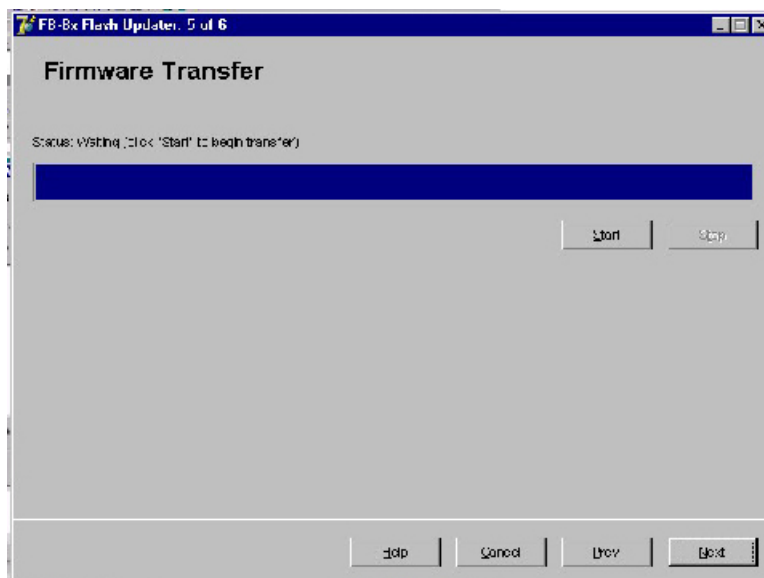 FB-Bx Flash Updater: 5 of 6
Firmware Transfer
Status: Waiting (click "Start" to begin transfer)
Start Stop
Help Cancel Prev Next